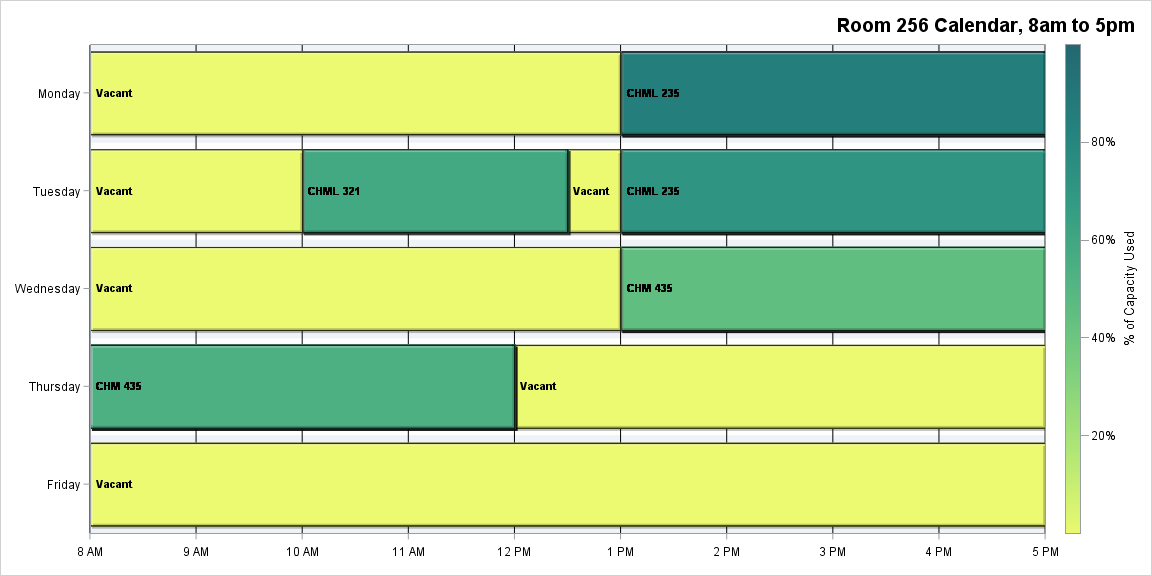 Room 256 Calendar, 8am to 5pm
Monday
Vacant
CHML 235
Tuesday
Vacant
CHML 321
Vacant
CHML 235
Wednesday
Vacant
CHM 435
Thursday
CHM 435
Vacant
Friday
Vacant
8 AM
9 AM
10 AM
11 AM
12 PM
1 PM
2 PM
3 PM
4 PM
5 PM
80%
60%
40%
20%
% of Capacity Used